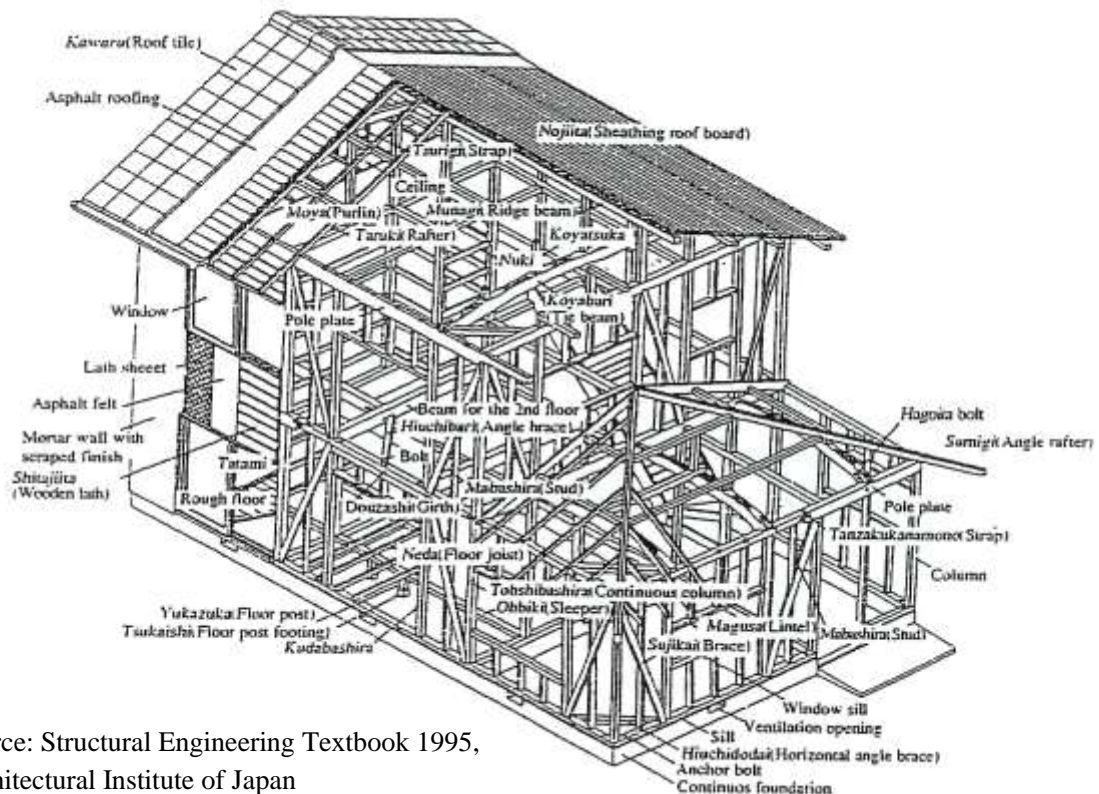 Kawara(Roof tile)
Asphalt roofing
Nojiita(Sheathing roof board)
Tsurigi(Strap)
Ceiling
Moya(Purlin)
Munagi(Ridge beam)
Taruki(Rafter)
Koyatsuka
Nuki
Window
Pole plate
Koyabari
(Tie beam)
Lath sheeet
Asphalt felt
Beam for the 2nd floor
Hiuchibari(Angle brace)
Hagoita bolt
Sumigi(Angle rafter)
Mortar wall with
scraped finish
Bolt
Tatami
Shitajiita
(Wooden lath)
Rough floor
Mabashira(Stud)
Douzashi(Girth)
Pole plate
Tanzakukanamono(Strap)
Neda(Floor joist)
Column
Tohshibashira(Continuous column)
Ohbiki(Sleeper)
Yukazuka(Floor post)
Tsukaishi(Floor post footing)
Kudabashira
Magusa(Lintel)
Mabashira(Stud)
Sujikai(Brace)
Window sill
Ventilation opening
Sill
Hiuchidodai(Horizontal angle brace)
Anchor bolt
Continuos foundation
rce: Structural Engineering Textbook 1995,
hitectural Institute of Japan